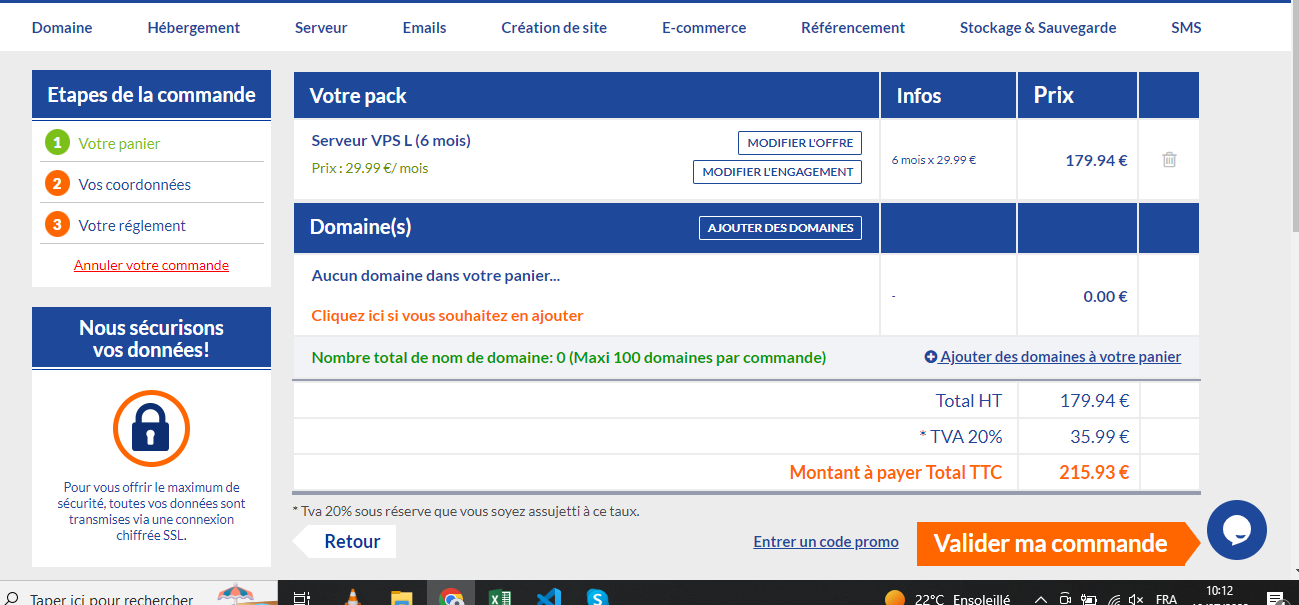 Domaine Hébergement Serveur Emails Création de site E-commerce Référencement Stockage & Sauvegarde SMS
Etapes de la commande
1 Votre panier
2 Vos coordonnées
3 Votre réglement
Annuler votre commande
Nous sécurisons
vos données!
Pour vous offrir le maximum de
sécurité, toutes vos données sont
transmises via une connexion
chiffrée SSL.
Votre pack Infos Prix
Serveur VPS L (6 mois) MODIFIER L'OFFRE
Prix : 29.99 €/ mois MODIFIER L'ENGAGEMENT
6 mois x 29.99 € 179.94 €
Domaine(s) AJOUTER DES DOMAINES
Aucun domaine dans votre panier...
- 0.00 €
Cliquez ici si vous souhaitez en ajouter
Nombre total de nom de domaine: 0 (Maxi 100 domaines par commande) Ajouter des domaines à votre panier
Total HT 179.94 €
* TVA 20% 35.99 €
Montant à payer Total TTC 215.93 €
* Tva 20% sous réserve que vous soyez assujetti à ce taux.
Retour Entrer un code promo Valider ma commande
Taper ici pour rechercher 22°C Ensoleillé FRA 10:12